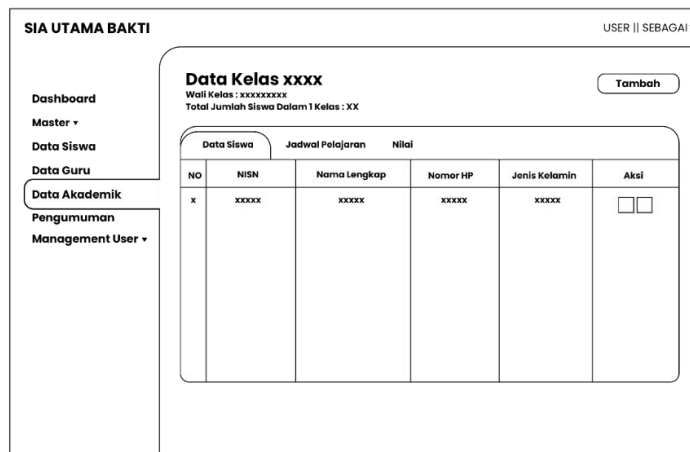 SIA UTAMA BAKTI
USER || SEBAGAI
Dashboard
Master ▾
Data Siswa
Data Guru
Data Akademik
Pengumuman
Management User ▾
Data Kelas xxxx
Wali Kelas : xxxxxxxxx
Total Jumlah Siswa Dalam 1 Kelas : XX
Tambah
Data Siswa Jadwal Pelajaran Nilai
NO NISN Nama Lengkap Nomor HP Jenis Kelamin Aksi
x xxxxx xxxxx xxxxx xxxxx